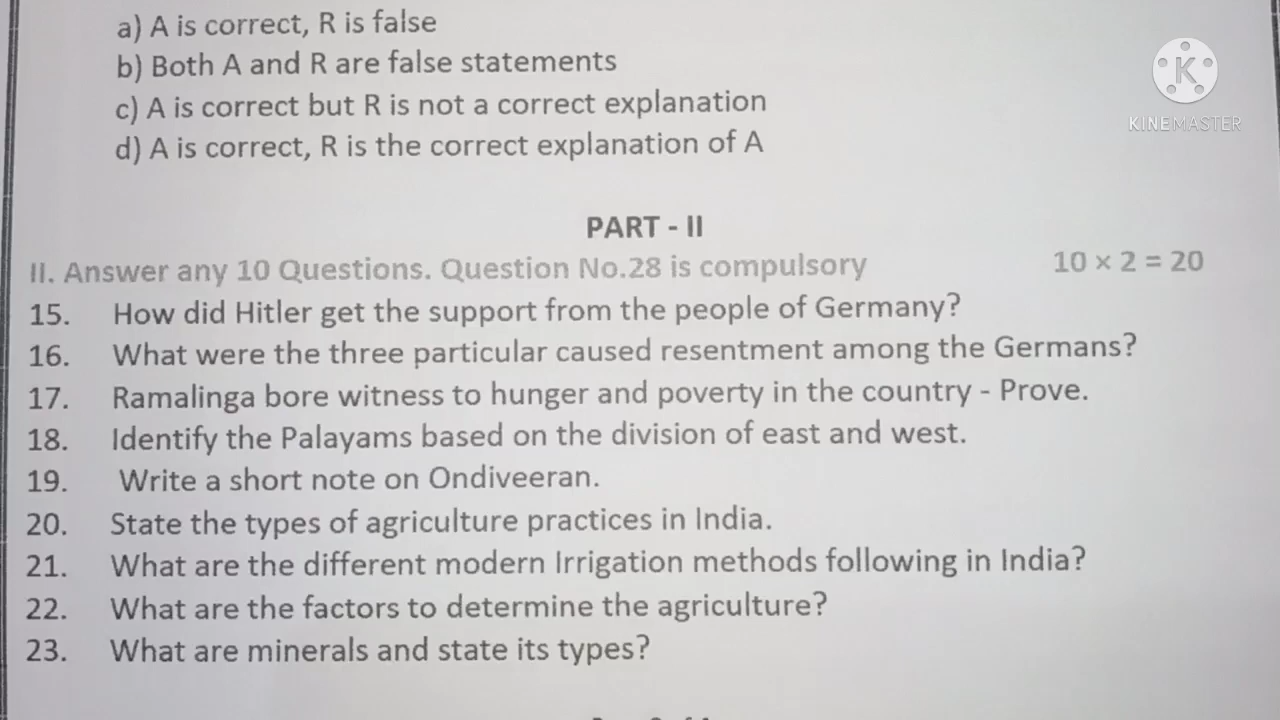 a) A is correct, R is false
b) Both A and R are false statements
c) A is correct but R is not a correct explanation
d) A is correct, R is the correct explanation of A
K
KINEMASTER
PART - II
II. Answer any 10 Questions. Question No.28 is compulsory 10 × 2 = 20
15. How did Hitler get the support from the people of Germany?
16. What were the three particular caused resentment among the Germans?
17. Ramalinga bore witness to hunger and poverty in the country - Prove.
18. Identify the Palayams based on the division of east and west.
19. Write a short note on Ondiveeran.
20. State the types of agriculture practices in India.
21. What are the different modern Irrigation methods following in India?
22. What are the factors to determine the agriculture?
23. What are minerals and state its types?